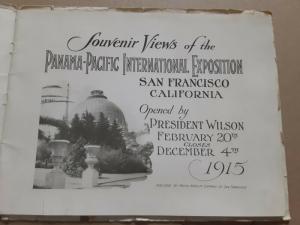 Souvenir Views of the
PANAMA-PACIFIC INTERNATIONAL EXPOSITION
SAN FRANCISCO
CALIFORNIA
Opened by
PRESIDENT WILSON
FEBRUARY 20th
CLOSES
DECEMBER 4TH
1915